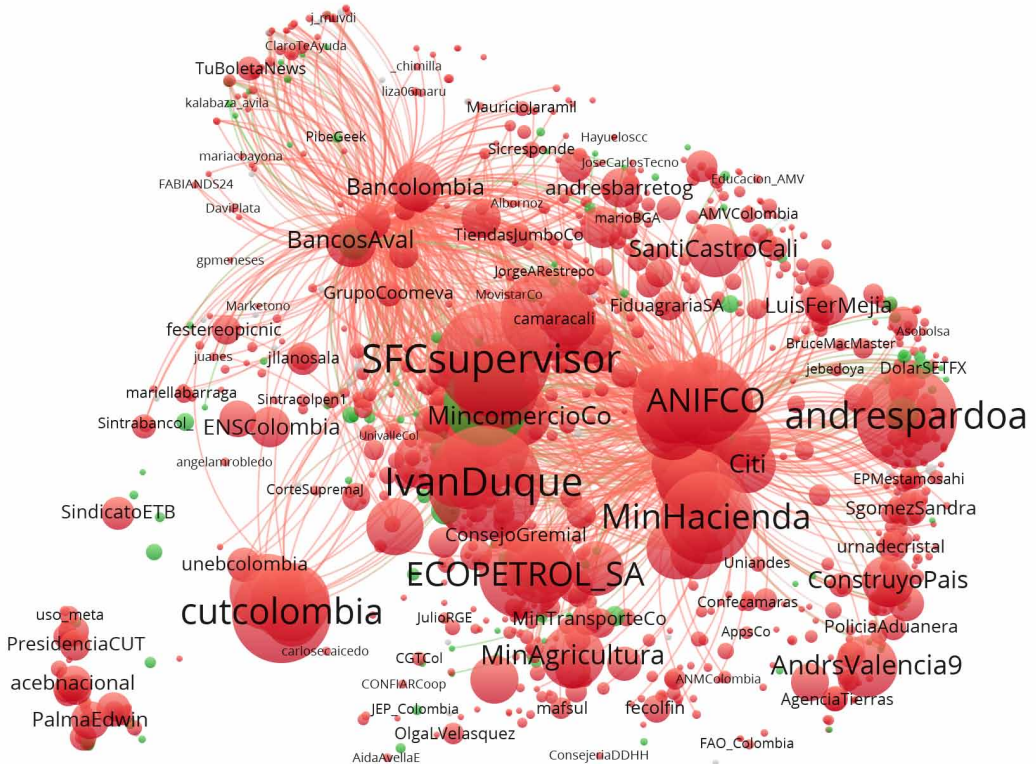 j_muvdi
ClaroTeAyuda
TuBoletaNews
_chimilla
liza06maru
kalabaza_avila
MauricioJaramil
PibeGeek
Hayueloscc
Sicresponde
mariacbayona
JoseCarlosTecno
FABIANDS24
Bancolombia
andresbarretog
Educacion_AMV
DaviPlata
Albornoz
marioBGA
AMVColombia
BancosAval
TiendasJumboCo
SantiCastroCali
gpmeneses
JorgeARestrepo
GrupoCoomeva
MovistarCo
Marketono
FiduagrariaSA
LuisFerMejia
camaracali
festereopicnic
Asobolsa
BruceMacMaster
juanes
jllanosala
SFCsupervisor
jebedoya
DolarSETFX
mariellabarraga
Sintracolpen1
ANIFCO
MincomercioCo
andrespardoa
Sintrabancol_
ENSColombia
UnivalleCol
angelamrobledo
Citi
IvanDuque
EPMestamosahi
CorteSupremaJ
SindicatoETB
MinHacienda
SgomezSandra
ConsejoGremial
urnadecristal
unebcolombia
Uniandes
ECOPETROL_SA
ConstruyoPais
cutcolombia
Confecamaras
uso_meta
JulioRGE
MinTransporteCo
AppsCo
PoliciaAduanera
PresidenciaCUT
carlosecaicedo
CGTCol
MinAgricultura
AndrsValencia9
acebnacional
CONFIARCoop
ANMColombia
AgenciaTierras
PalmaEdwin
JEP_Colombia
mafsul
fecolfin
OlgaLVelasquez
FAO_Colombia
AidaAvellaE
ConsejeriaDDHH